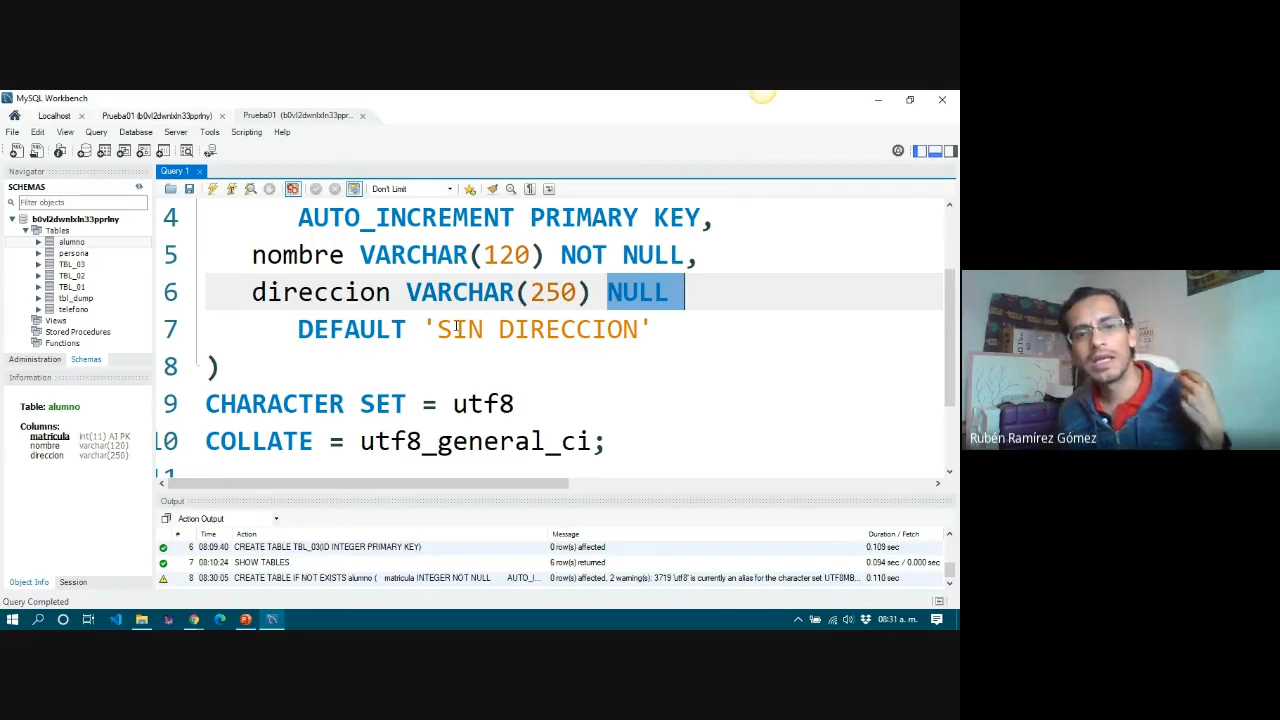 MySQL Workbench
Localhost
Prueba01 (b0vl2dwnlxln33pprlny)
Prueba01 (b0vl2dwnlxln33ppr...
File Edit View Query Database Server Tools Scripting Help
Navigator
SCHEMAS
Filter objects
b0vl2dwnlxln33pprlny
Tables
alumno
persona
TBL_03
TBL_02
TBL_01
tbl_dump
telefono
Views
Stored Procedures
Functions
Administration Schemas
Information
Table: alumno
Columns:
matricula int(11) AI PK
nombre varchar(120)
direccion varchar(250)
Object Info Session
Query 1
Don't Limit
4 AUTO_INCREMENT PRIMARY KEY,
5 nombre VARCHAR(120) NOT NULL,
6 direccion VARCHAR(250) NULL
7 DEFAULT 'SIN DIRECCION'
8 )
9 CHARACTER SET = utf8
10 COLLATE = utf8_general_ci;
11
Output
Action Output
# Time Action Message Duration / Fetch
6 08:09:40 CREATE TABLE TBL_03(ID INTEGER PRIMARY KEY) 0 row(s) affected 0.109 sec
7 08:10:24 SHOW TABLES 6 row(s) returned 0.094 sec / 0.000 sec
8 08:30:05 CREATE TABLE IF NOT EXISTS alumno ( matricula INTEGER NOT NULL AUTO_I... 0 row(s) affected, 2 warning(s): 3719 'utf8' is currently an alias for the character set UTF8MB... 0.110 sec
Query Completed
08:31 a. m.
Rubén Ramírez Gómez